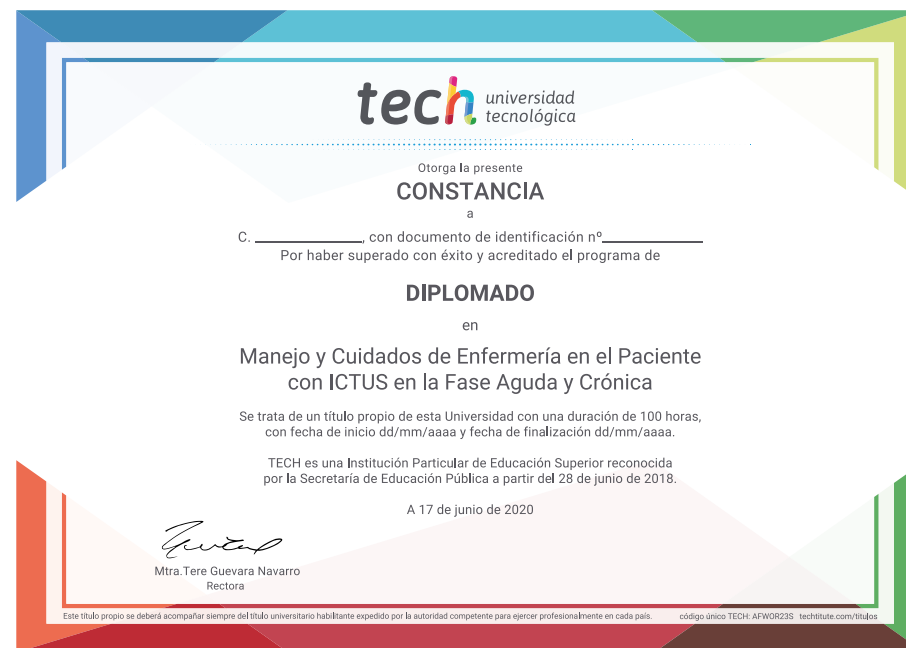 tech universidad
tecnológica
Otorga la presente
CONSTANCIA
a
C. ____________, con documento de identificación nº____________
Por haber superado con éxito y acreditado el programa de
DIPLOMADO
en
Manejo y Cuidados de Enfermería en el Paciente
con ICTUS en la Fase Aguda y Crónica
Se trata de un título propio de esta Universidad con una duración de 100 horas,
con fecha de inicio dd/mm/aaaa y fecha de finalización dd/mm/aaaa.
TECH es una Institución Particular de Educación Superior reconocida
por la Secretaría de Educación Pública a partir del 28 de junio de 2018.
A 17 de junio de 2020
Mtra.Tere Guevara Navarro
Rectora
Este título propio se deberá acompañar siempre del título universitario habilitante expedido por la autoridad competente para ejercer profesionalmente en cada país. código único TECH: AFWOR23S techtitute.com/titulos